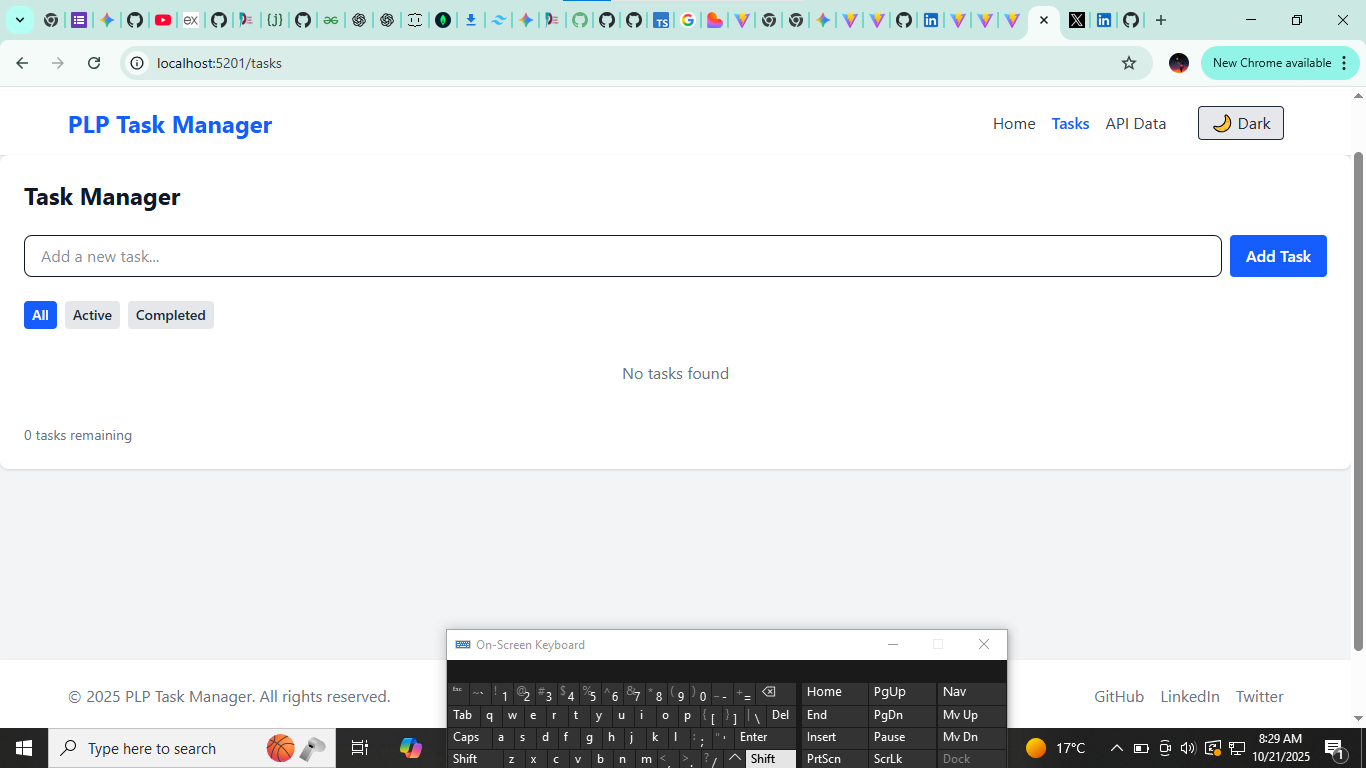 localhost:5201/tasks
New Chrome available
PLP Task Manager
Home Tasks API Data 🌙 Dark
Task Manager
Add a new task...
Add Task
All Active Completed
No tasks found
0 tasks remaining
© 2025 PLP Task Manager. All rights reserved.
GitHub LinkedIn Twitter
On-Screen Keyboard
Esc ~` !1 @2 #3 $4 %5 ^6 &7 *8 (9 )0 _- += Home PgUp Nav
Tab q w e r t y u i o p {[ }] |\ Del End PgDn Mv Up
Caps a s d f g h j k l :; "' Enter Insert Pause Mv Dn
Shift z x c v b n m <, >. ?/ Shift PrtScn ScrLk Dock
Type here to search
17°C
8:29 AM
10/21/2025
1